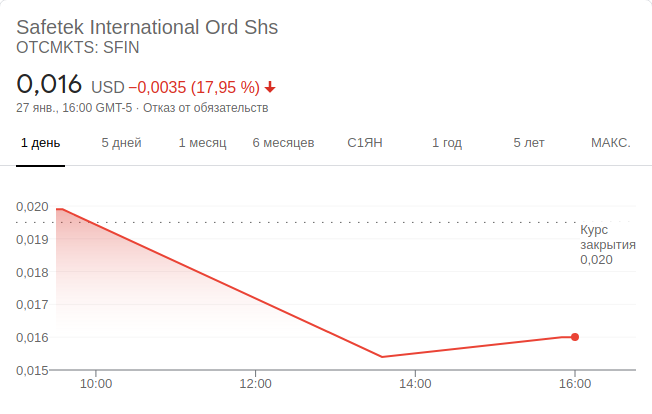 Safetek International Ord Shs
OTCMKTS: SFIN
0,016 USD −0,0035 (17,95 %)
27 янв., 16:00 GMT-5 · Отказ от обязательств
1 день 5 дней 1 месяц 6 месяцев С1ЯН 1 год 5 лет МАКС.
0,020
0,019
0,018
0,017
0,016
0,015
Курс
закрытия
0,020
10:00 12:00 14:00 16:00